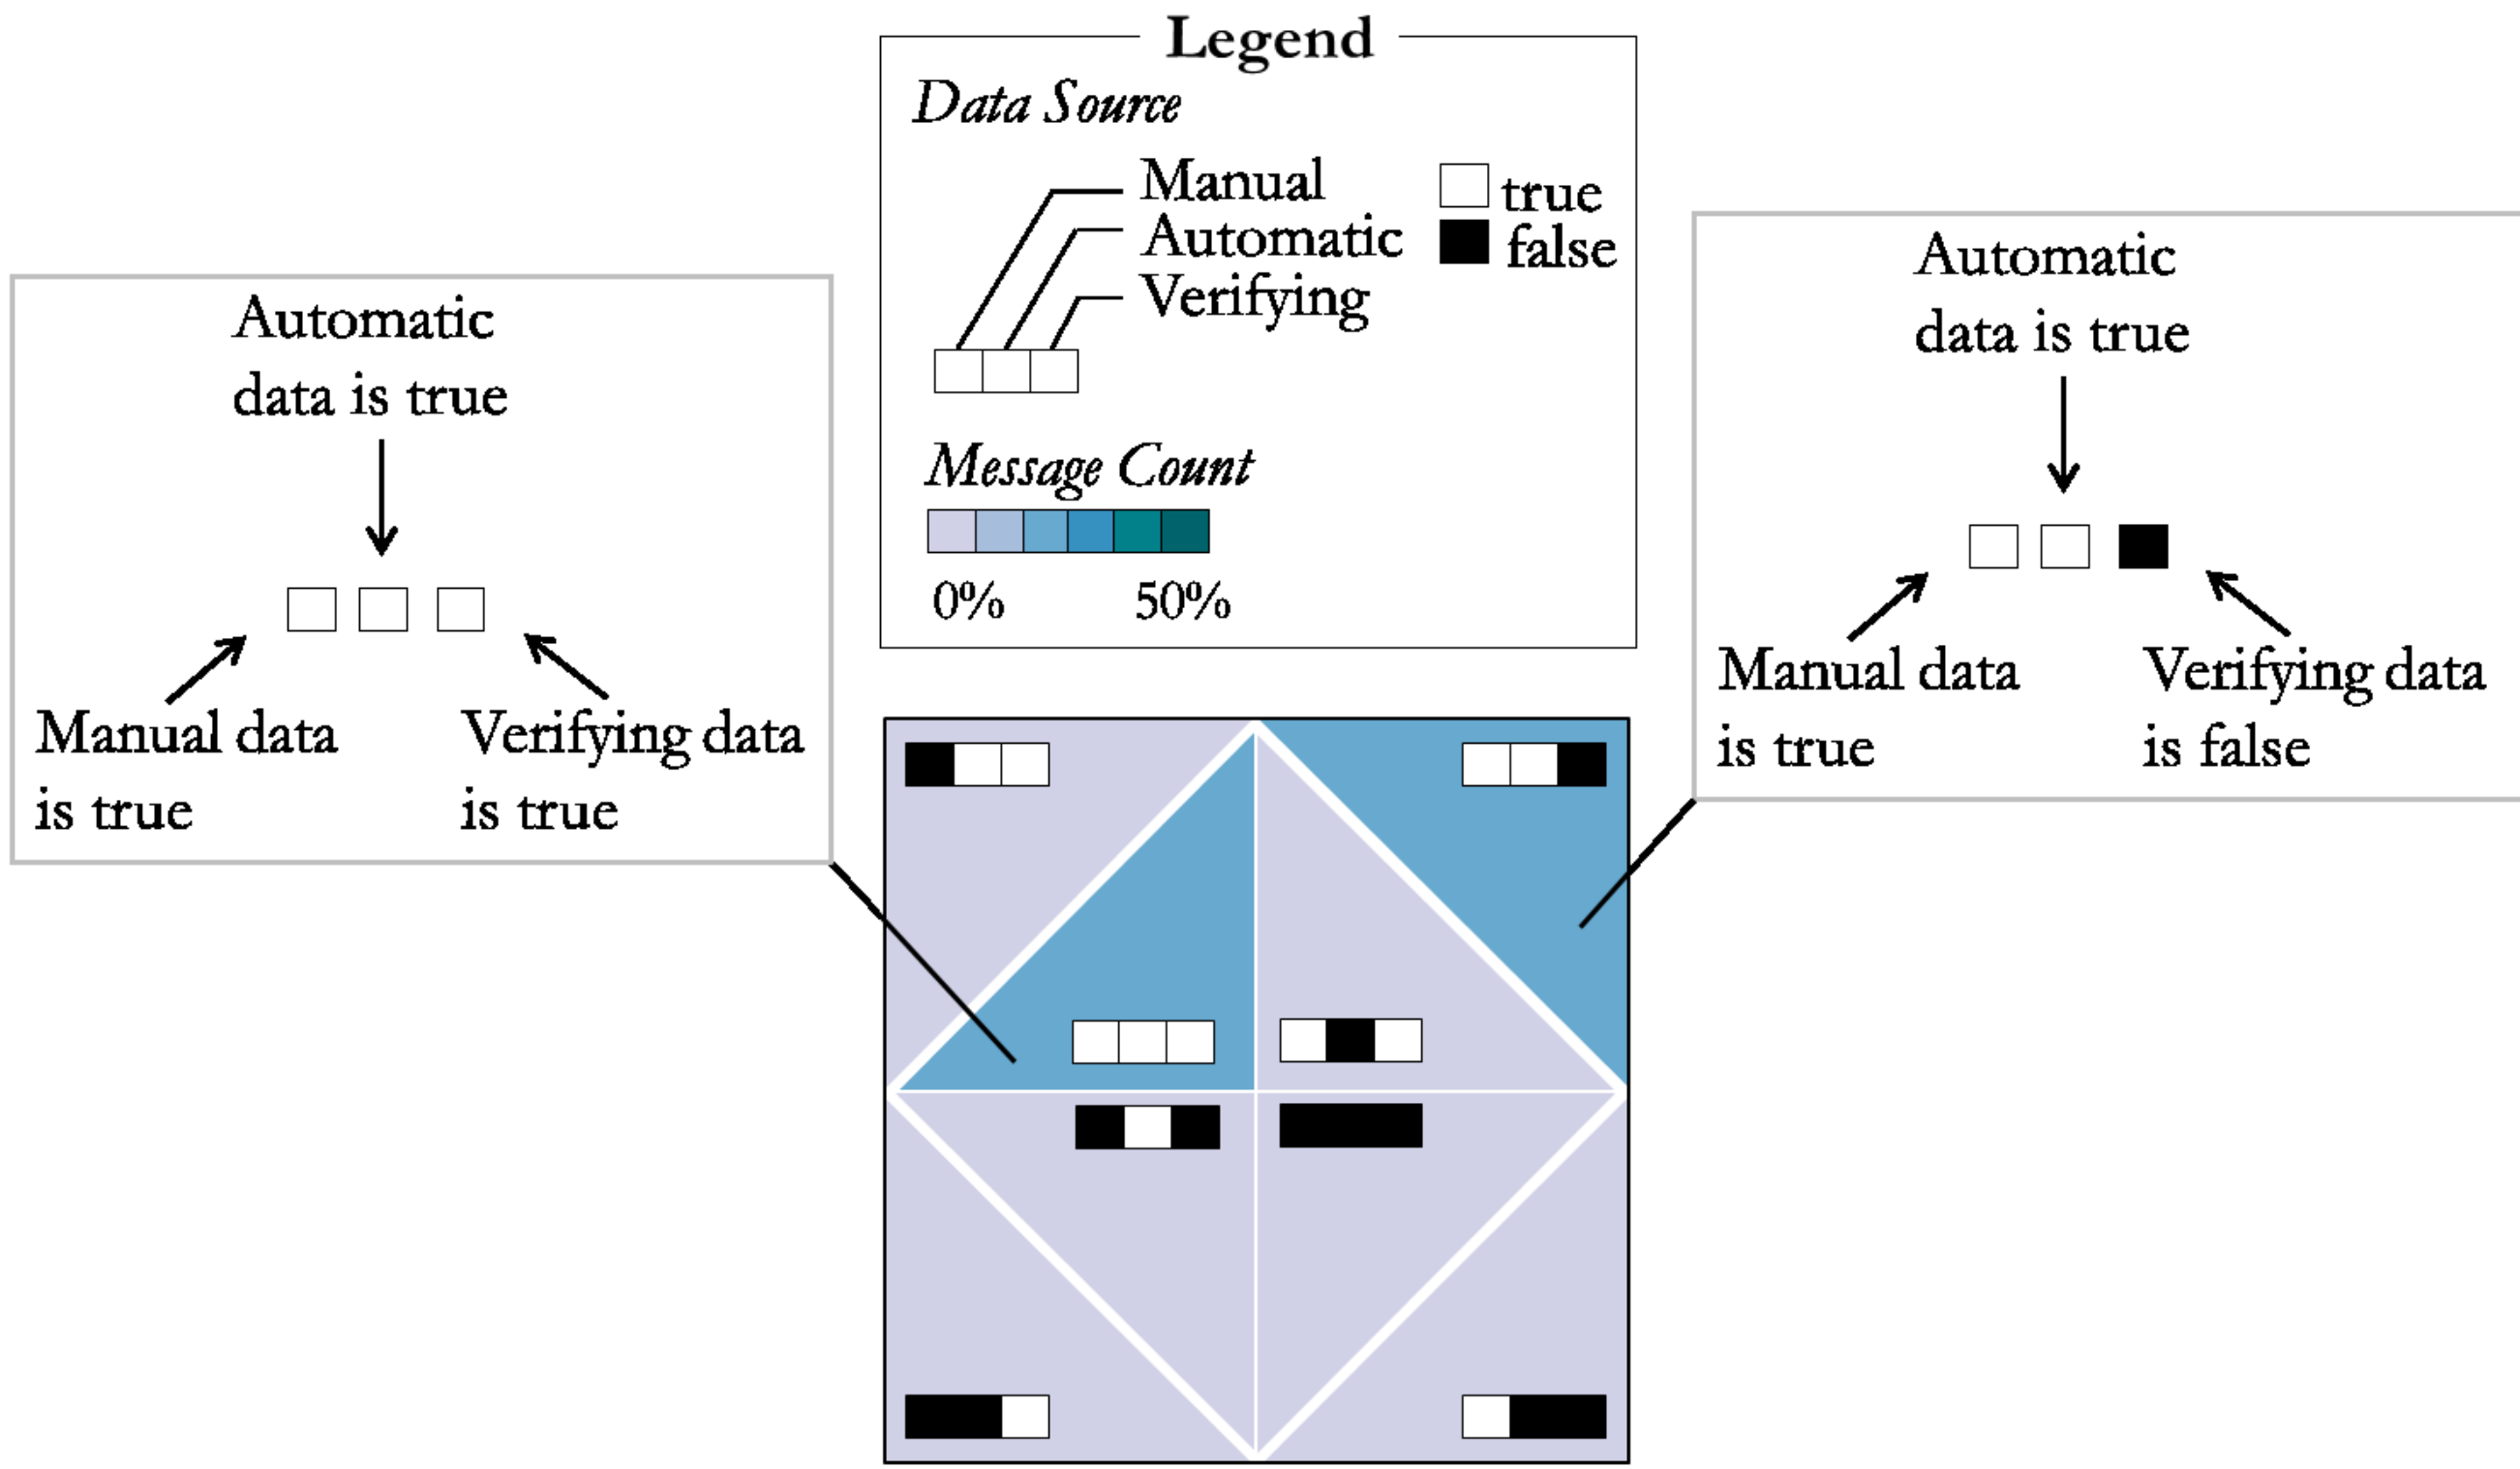 Legend
Data Source
Manual
Automatic
Verifying
true
false
Message Count
0%
50%
Automatic
data is true
Manual data
is true
Verifying data
is true
Automatic
data is true
Manual data
is true
Verifying data
is false